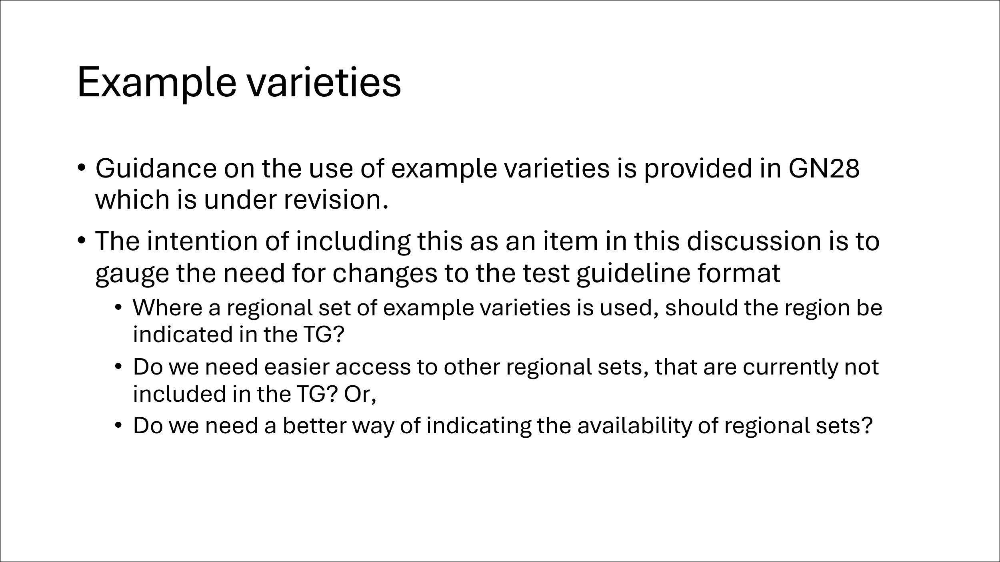 Example varieties
• Guidance on the use of example varieties is provided in GN28
which is under revision.
• The intention of including this as an item in this discussion is to
gauge the need for changes to the test guideline format
• Where a regional set of example varieties is used, should the region be
indicated in the TG?
• Do we need easier access to other regional sets, that are currently not
included in the TG? Or,
• Do we need a better way of indicating the availability of regional sets?